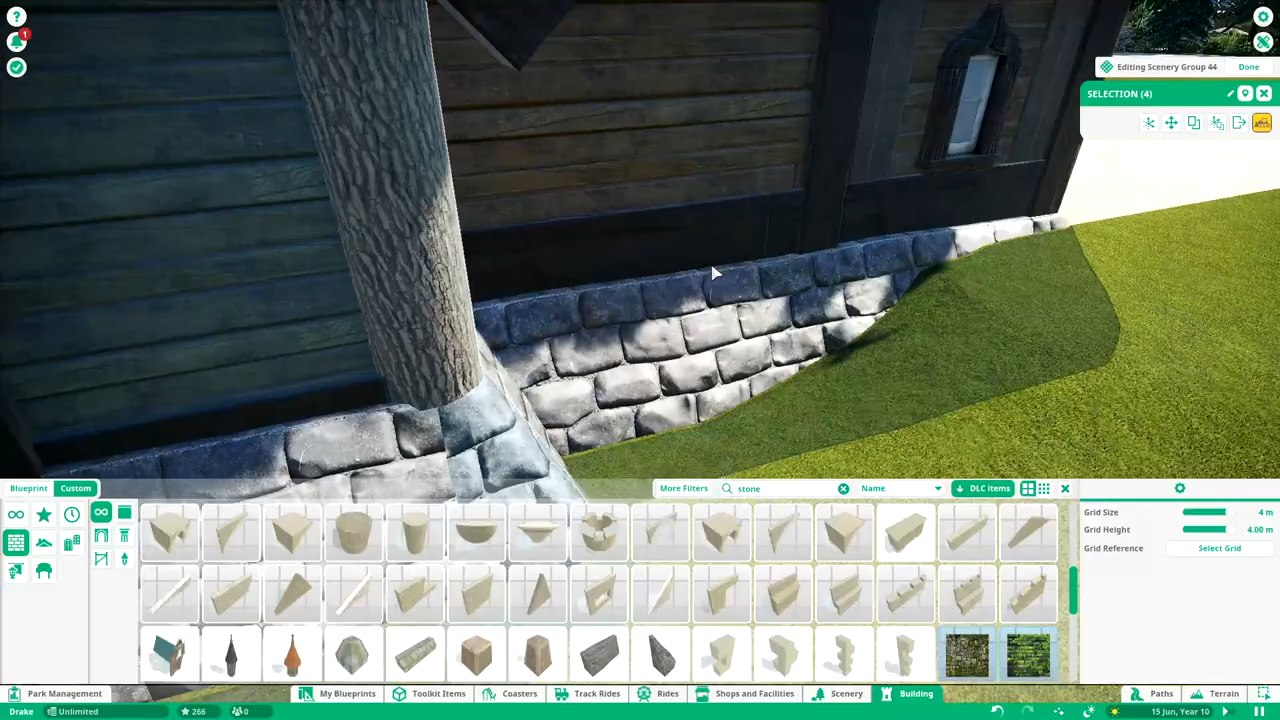 ?
1
Editing Scenery Group 44 Done
SELECTION (4)
Blueprint Custom More Filters stone Name DLC items
Grid Size 4 m
Grid Height 4.00 m
Grid Reference Select Grid
Park Management My Blueprints Toolkit Items Coasters Track Rides Rides Shops and Facilities Scenery Building Paths Terrain
Drake Unlimited 266 0 15 Jun, Year 10